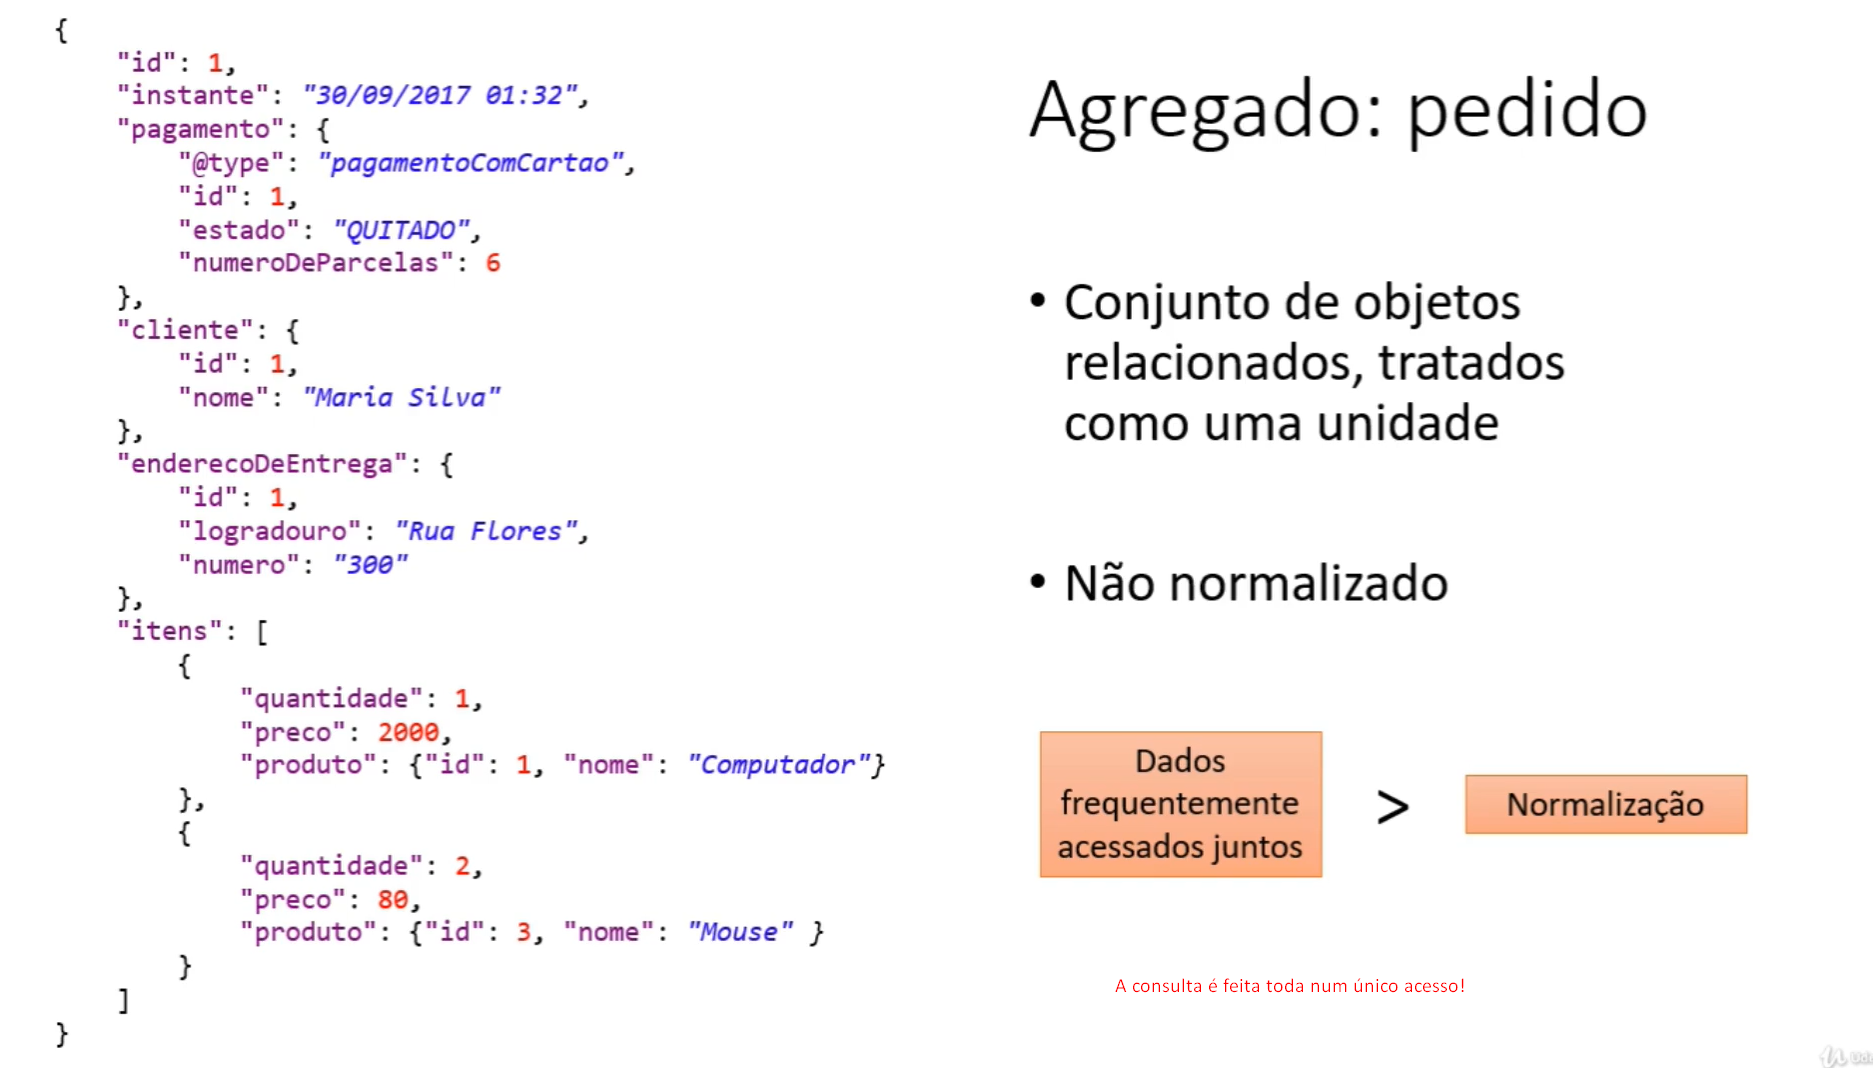 {
"id": 1,
"instante": "30/09/2017 01:32",
"pagamento": {
"@type": "pagamentoComCartao",
"id": 1,
"estado": "QUITADO",
"numeroDeParcelas": 6
},
"cliente": {
"id": 1,
"nome": "Maria Silva"
},
"enderecoDeEntrega": {
"id": 1,
"logradouro": "Rua Flores",
"numero": "300"
},
"itens": [
{
"quantidade": 1,
"preco": 2000,
"produto": {"id": 1, "nome": "Computador"}
},
{
"quantidade": 2,
"preco": 80,
"produto": {"id": 3, "nome": "Mouse" }
}
]
}
Agregado: pedido
• Conjunto de objetos
relacionados, tratados
como uma unidade
• Não normalizado
Dados
frequentemente
acessados juntos
>
Normalização
A consulta é feita toda num único acesso!